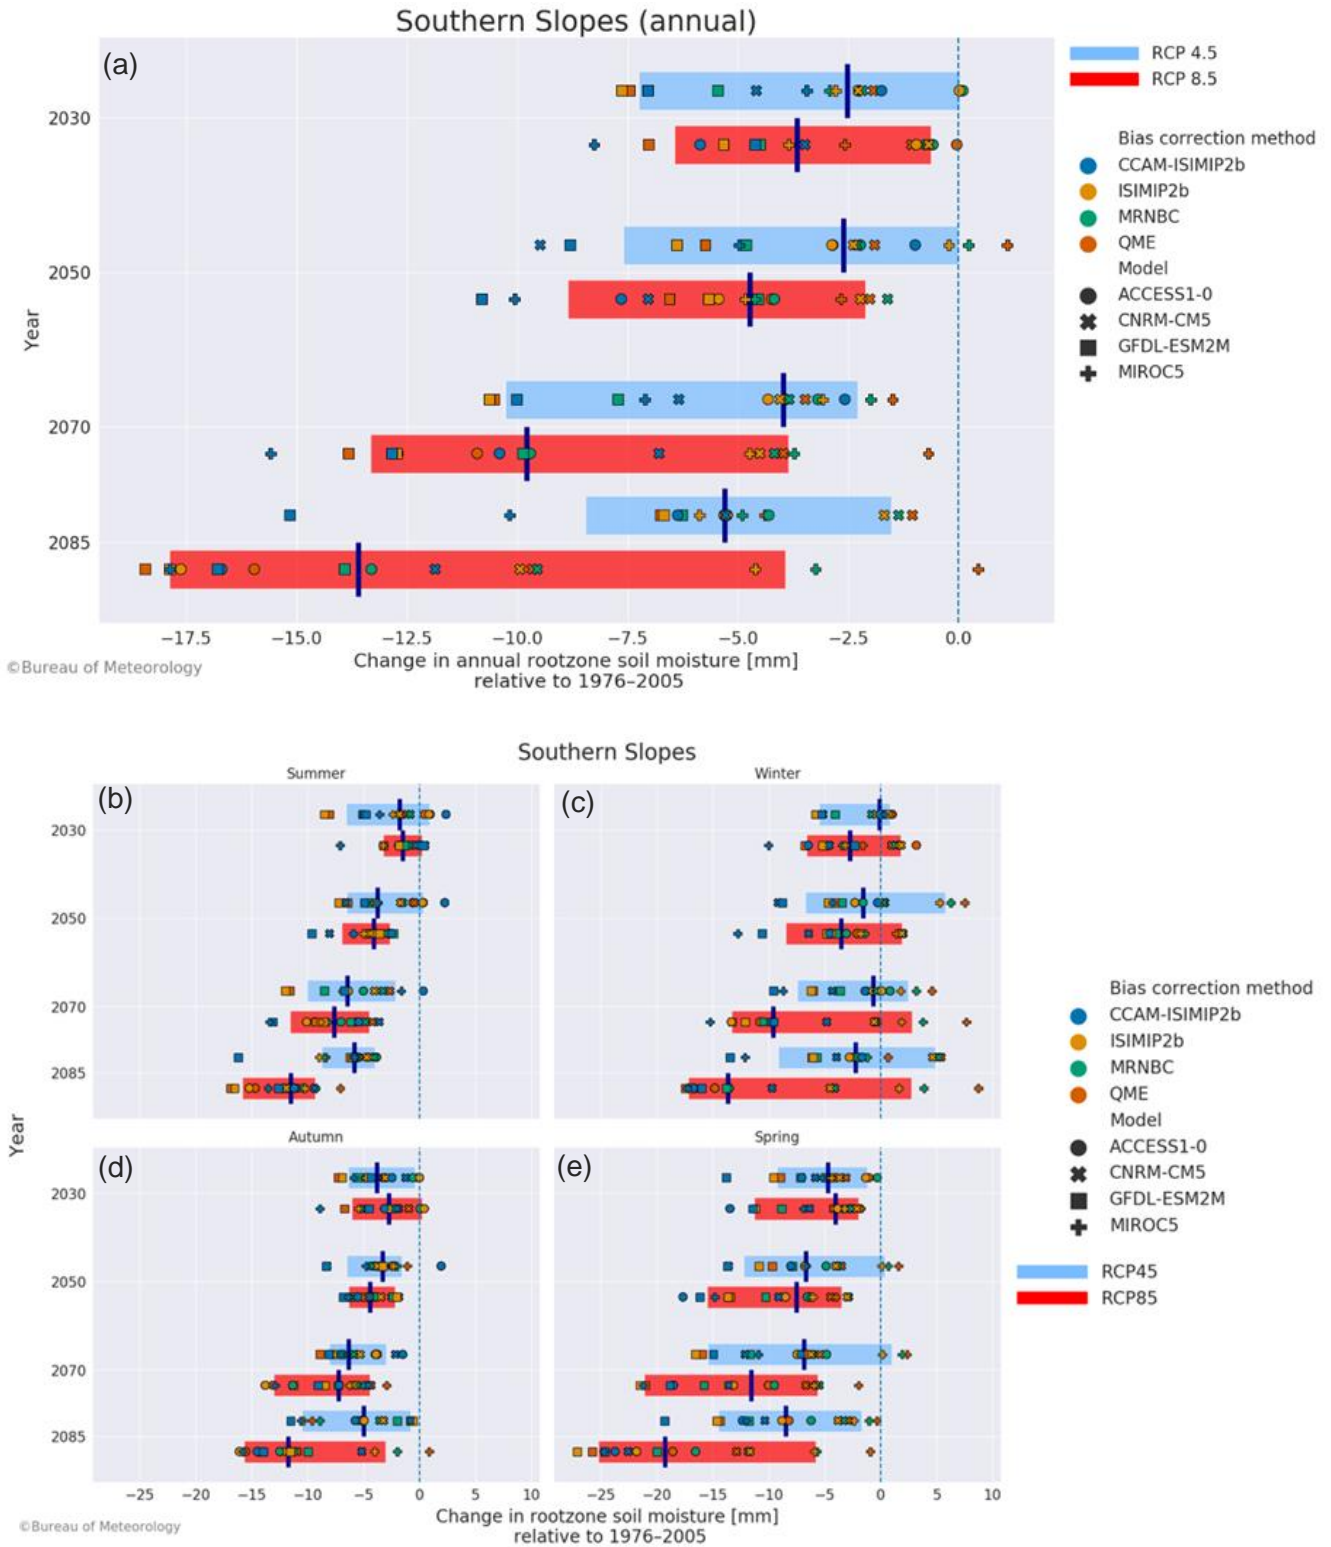 Southern Slopes (annual)
(a)
RCP 4.5
RCP 8.5
Bias correction method
CCAM-ISIMIP2b
ISIMIP2b
MRNBC
QME
Model
ACCESS1-0
CNRM-CM5
GFDL-ESM2M
MIROC5
Year
2030
2050
2070
2085
−17.5 −15.0 −12.5 −10.0 −7.5 −5.0 −2.5 0.0
Change in annual rootzone soil moisture [mm]
relative to 1976–2005
©Bureau of Meteorology
Southern Slopes
Summer Winter
(b) (c)
2030
2050
2070
2085
Autumn Spring
(d) (e)
2030
2050
2070
2085
Year
−25 −20 −15 −10 −5 0 5 10 −25 −20 −15 −10 −5 0 5 10
Change in rootzone soil moisture [mm]
relative to 1976–2005
©Bureau of Meteorology
Bias correction method
CCAM-ISIMIP2b
ISIMIP2b
MRNBC
QME
Model
ACCESS1-0
CNRM-CM5
GFDL-ESM2M
MIROC5
RCP45
RCP85